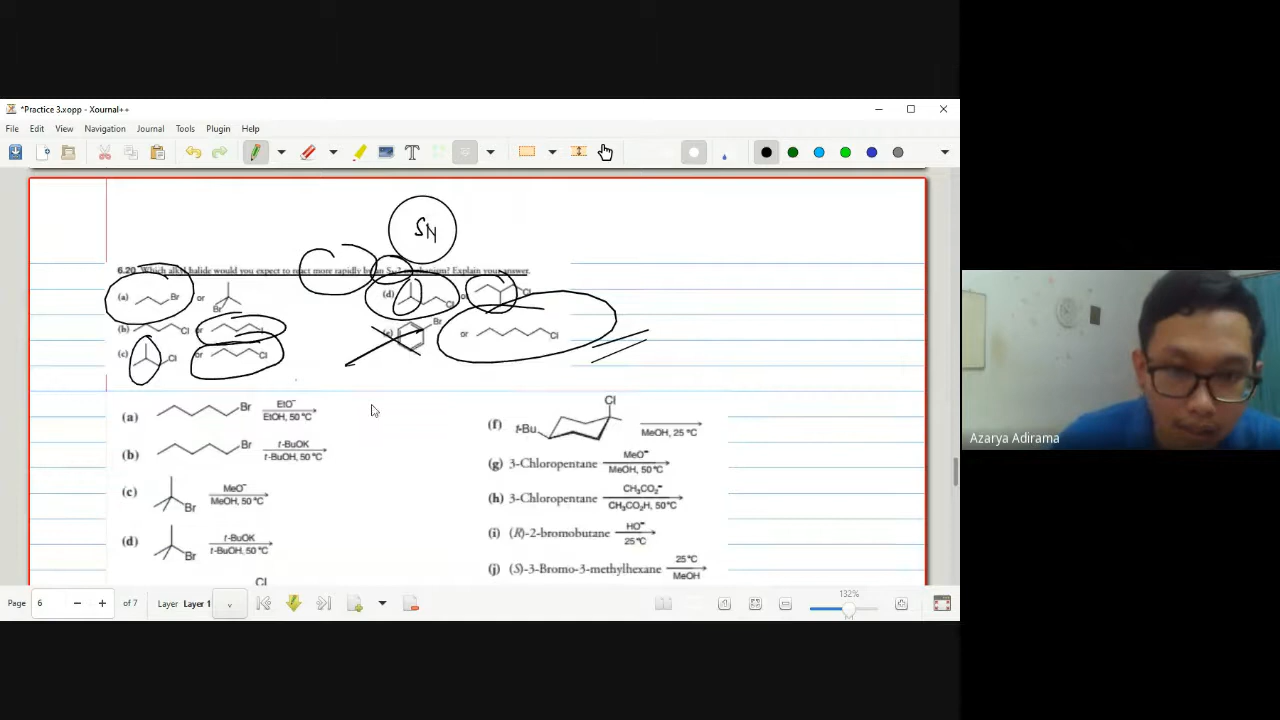 *Practice 3.xopp - Xournal++
File Edit View Navigation Journal Tools Plugin Help
SN
6.20 Which alkyl halide would you expect to react more rapidly by an SN2 mechanism? Explain your answer.
(a) Br or Br
(d) Cl or Cl
(b) Cl or I
(e) Br or Cl
(c) Cl or Cl
(a) Br EtO⁻
EtOH, 50 °C
(b) Br t-BuOK
t-BuOH, 50 °C
(c) Br MeO⁻
MeOH, 50 °C
(d) Br t-BuOK
t-BuOH, 50 °C
Cl
(f) t-Bu Cl
MeOH, 25 °C
(g) 3-Chloropentane MeO⁻
MeOH, 50 °C
(h) 3-Chloropentane CH₃CO₂⁻
CH₃CO₂H, 50°C
(i) (R)-2-bromobutane HO⁻
25 °C
(j) (S)-3-Bromo-3-methylhexane 25 °C
MeOH
Page 6 of 7 Layer Layer 1 132%
Azarya Adirama